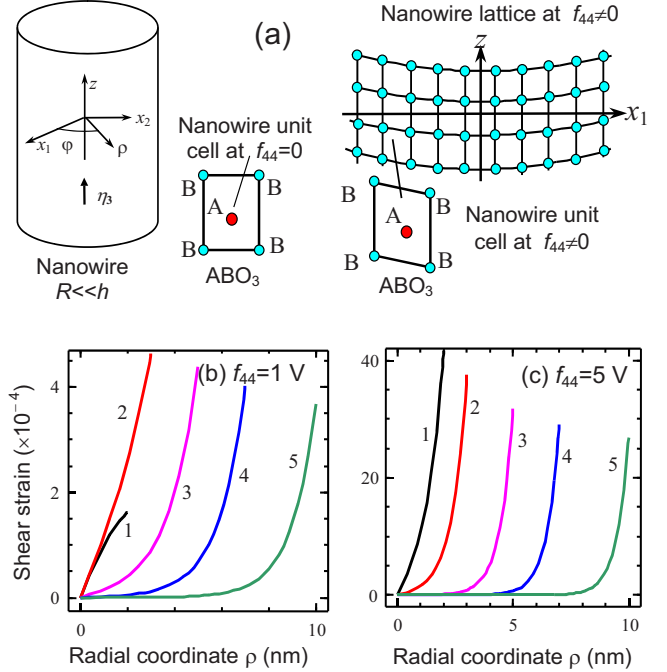 (a)
Nanowire lattice at f₄₄≠0
z
x₁
z
x₂
x₁
φ
ρ
η₃
Nanowire
R<<h
Nanowire unit
cell at f₄₄=0
B
B
A
B
B
ABO₃
B
B
A
B
B
ABO₃
Nanowire unit
cell at f₄₄≠0
(b) f₄₄=1 V
Shear strain (×10⁻⁴)
4
2
0
0
10
1
2
3
4
5
Radial coordinate ρ (nm)
(c) f₄₄=5 V
40
20
0
0
5
10
1
2
3
4
5
Radial coordinate ρ (nm)